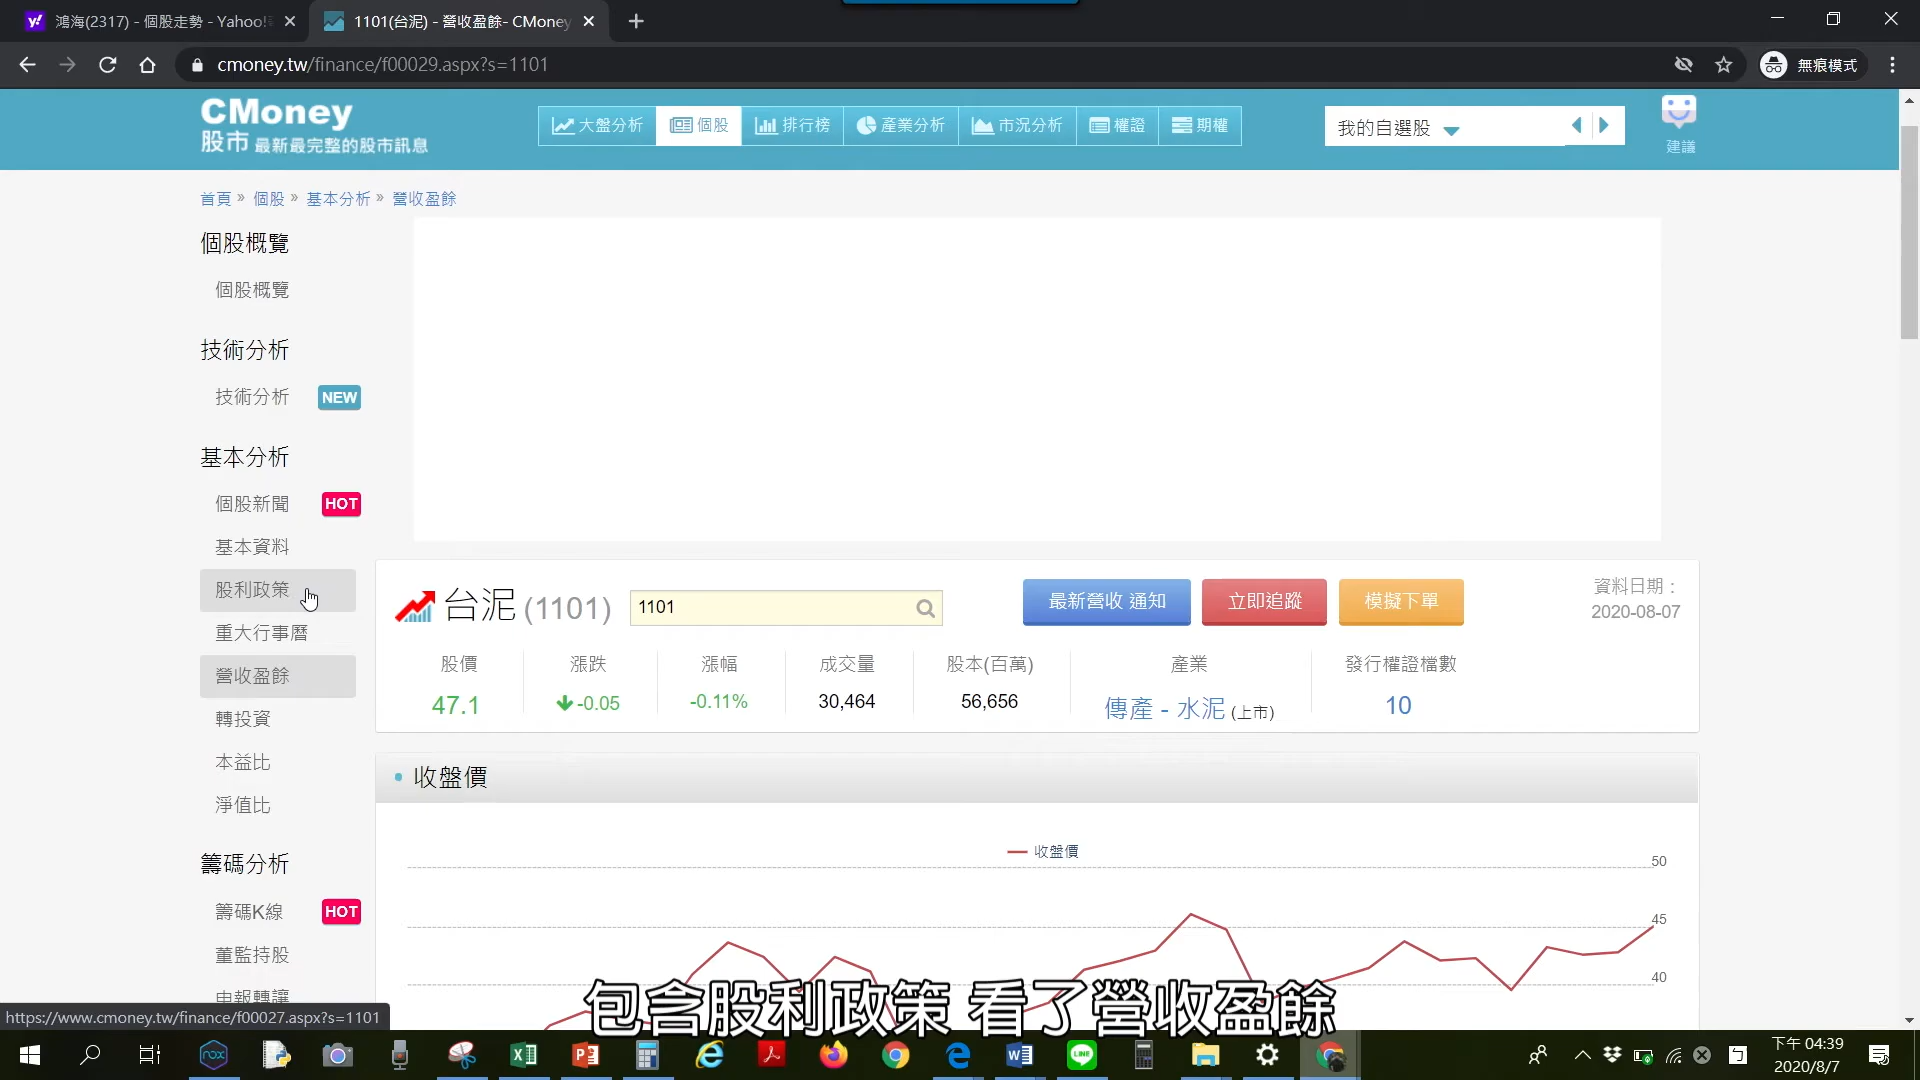 鴻海(2317) - 個股走勢 - Yahoo!
1101(台泥) - 營收盈餘- CMoney
cmoney.tw/finance/f00029.aspx?s=1101
無痕模式
CMoney
股市 最新最完整的股市訊息
大盤分析
個股
排行榜
產業分析
市況分析
權證
期權
我的自選股
建議
首頁 » 個股 » 基本分析 » 營收盈餘
個股概覽
個股概覽
技術分析
技術分析 NEW
基本分析
個股新聞 HOT
基本資料
股利政策
重大行事曆
營收盈餘
轉投資
本益比
淨值比
籌碼分析
籌碼K線 HOT
董監持股
申報轉讓
台泥 (1101)
1101
最新營收 通知
立即追蹤
模擬下單
資料日期：
2020-08-07
股價 漲跌 漲幅 成交量 股本(百萬) 產業 發行權證檔數
47.1 -0.05 -0.11% 30,464 56,656 傳產 - 水泥 (上市) 10
收盤價
收盤價
50
45
40
包含股利政策 看了營收盈餘
https://www.cmoney.tw/finance/f00027.aspx?s=1101
下午 04:39
2020/8/7